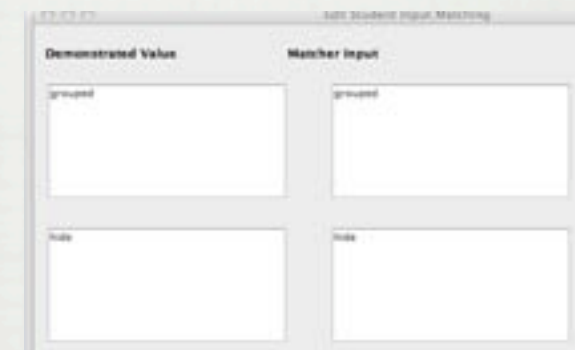 Edit Student Input Matching
Demonstrated Value Matcher Input
grouped grouped
hide hide